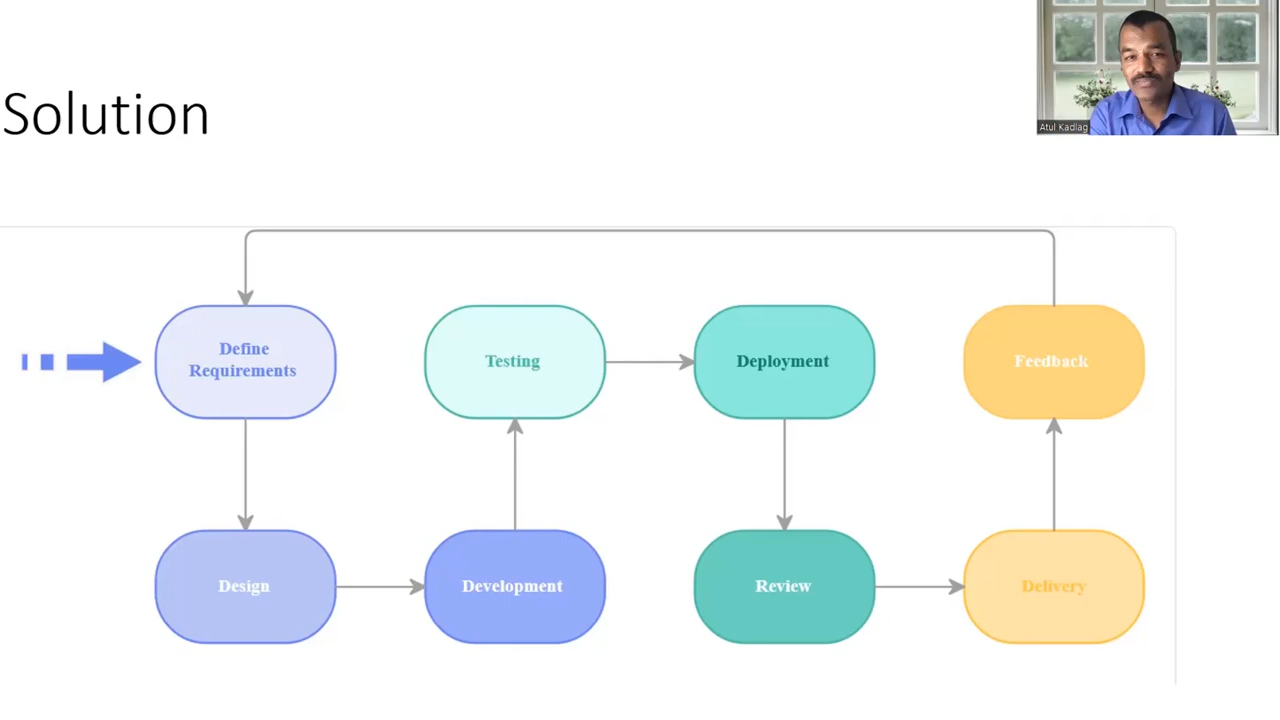 Solution
Atul Kadlag
Define
Requirements
Testing
Deployment
Feedback
Design
Development
Review
Delivery